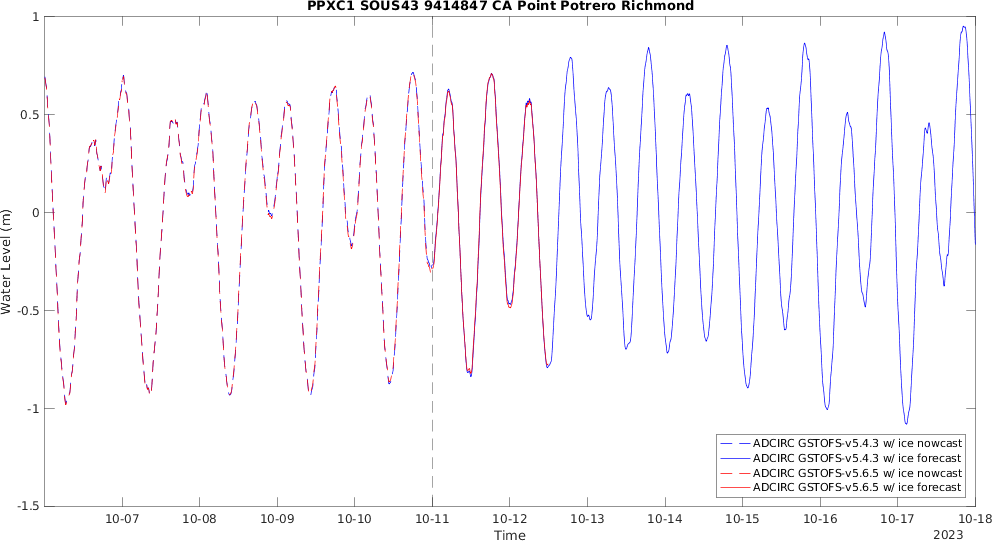 PPXC1 SOUS43 9414847 CA Point Potrero Richmond
1
0.5
0
-0.5
-1
-1.5
Water Level (m)
10-07 10-08 10-09 10-10 10-11 10-12 10-13 10-14 10-15 10-16 10-17 10-18
Time
2023
ADCIRC GSTOFS-v5.4.3 w/ ice nowcast
ADCIRC GSTOFS-v5.4.3 w/ ice forecast
ADCIRC GSTOFS-v5.6.5 w/ ice nowcast
ADCIRC GSTOFS-v5.6.5 w/ ice forecast